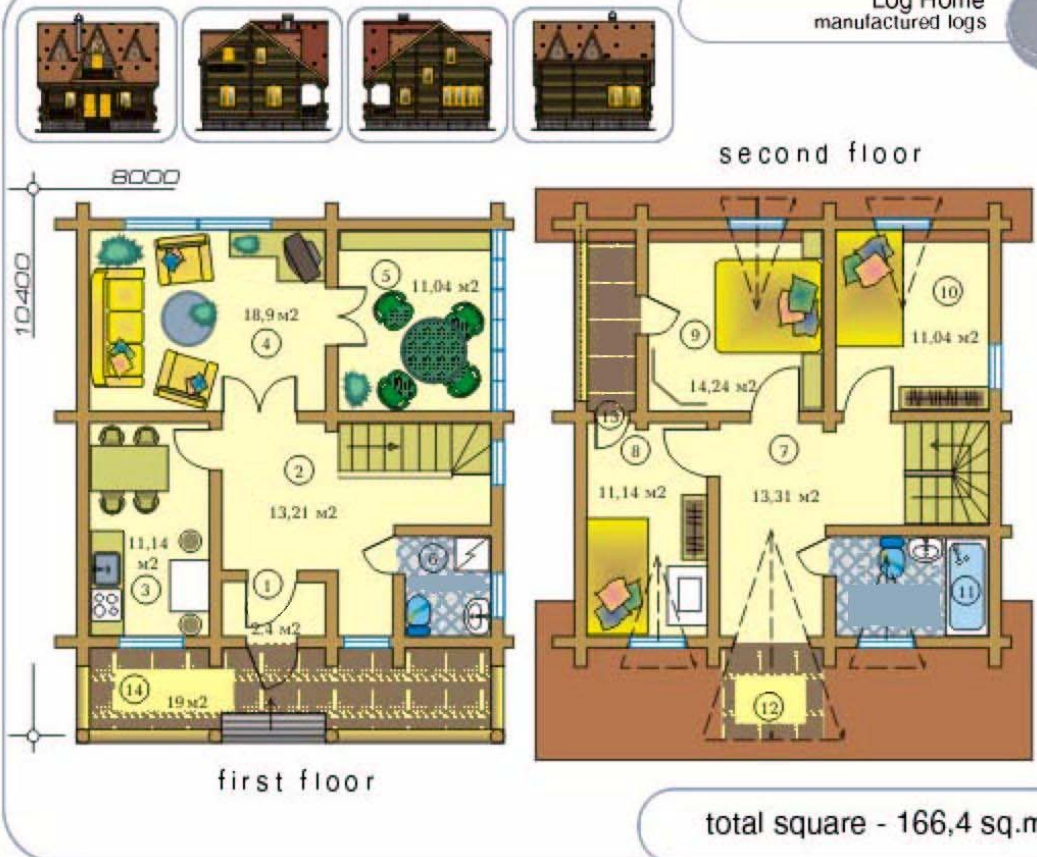 Log Home
manufactured logs
second floor
8000
10400
5
11,04 м2
18,9 м2
4
10
11,04 м2
9
14,24 м2
2
13,21 м2
13
8
11,14 м2
7
13,31 м2
11,14
м2
3
6
1
2,4 м2
11
14
19 м2
12
first floor
total square - 166,4 sq.m